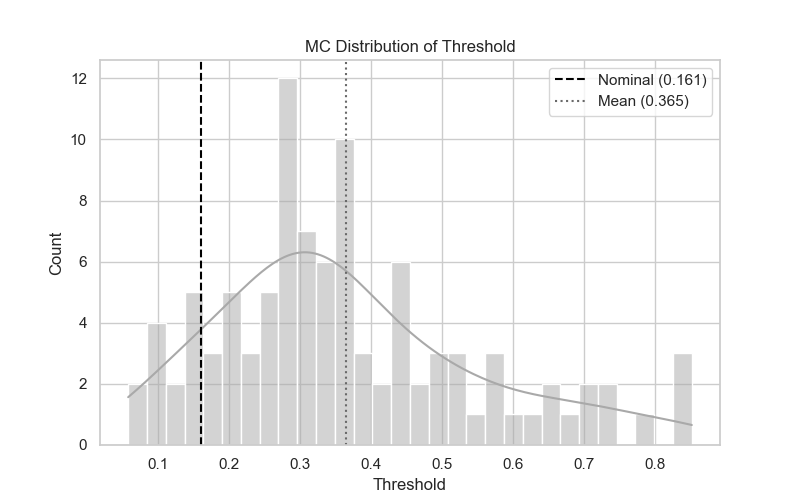 MC Distribution of Threshold
Nominal (0.161)
Mean (0.365)
Count
12
10
8
6
4
2
0
0.1 0.2 0.3 0.4 0.5 0.6 0.7 0.8
Threshold